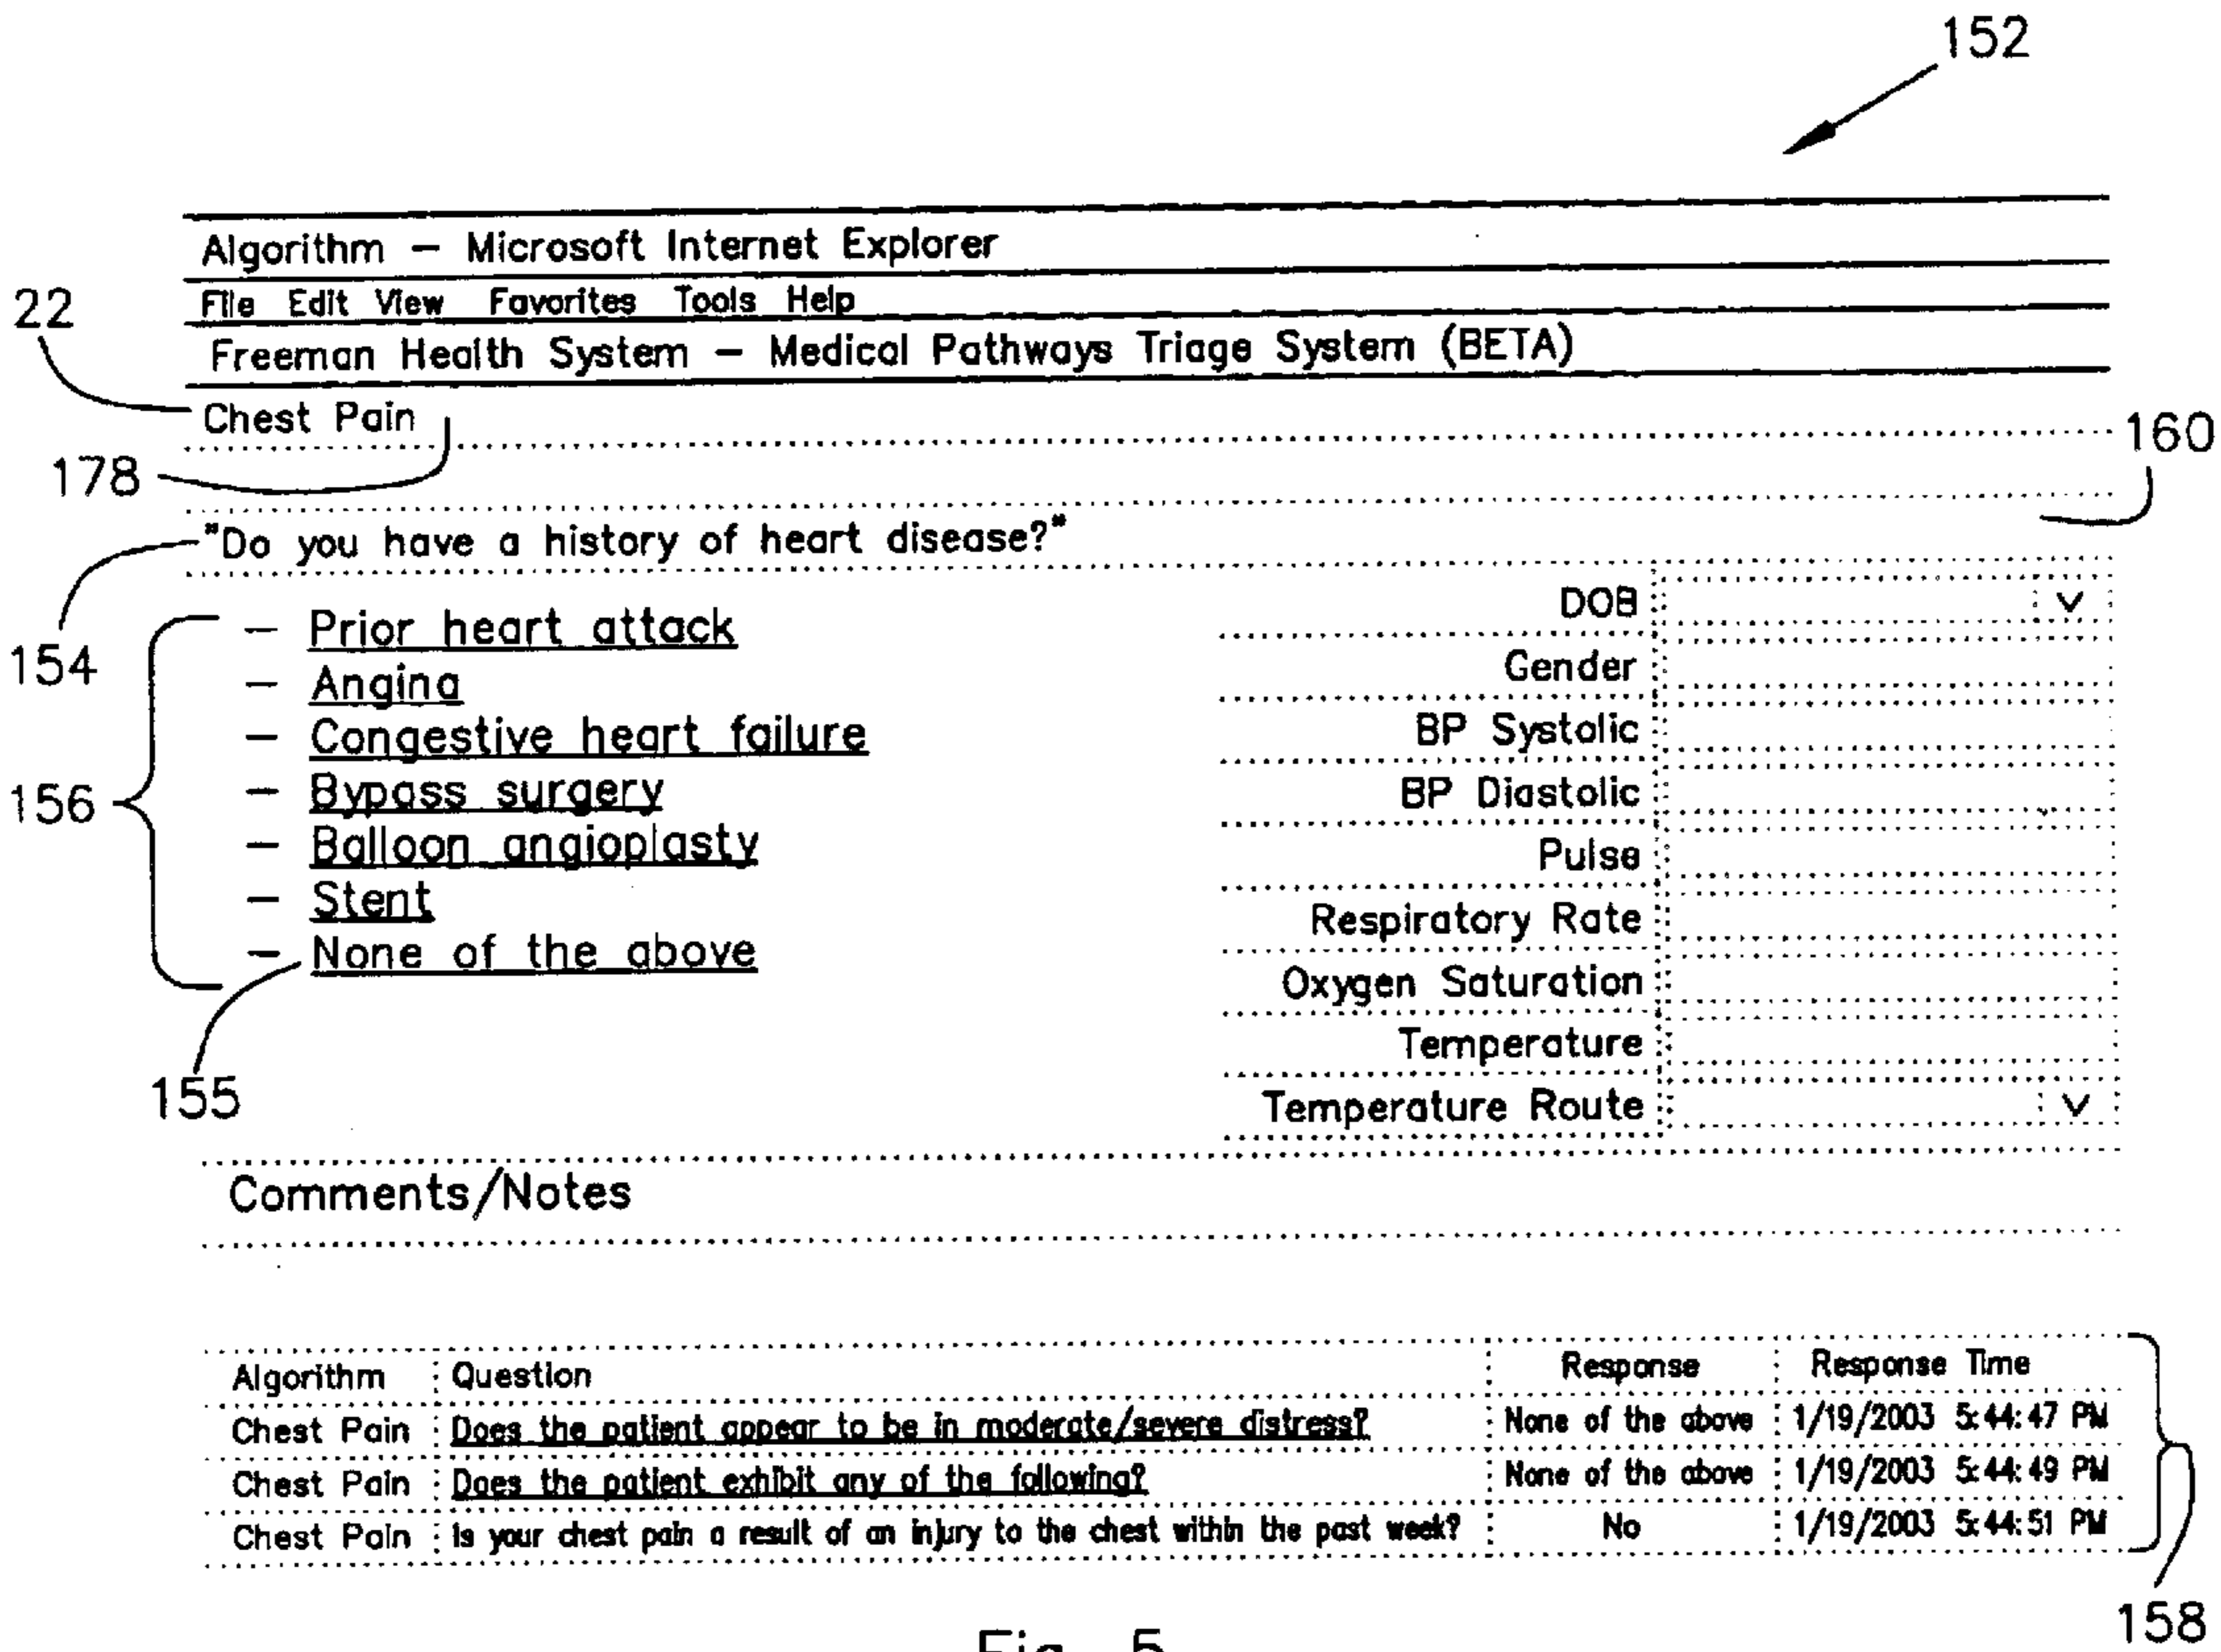 152
Algorithm – Microsoft Internet Explorer
22
File Edit View Favorites Tools Help
Freeman Health System – Medical Pathways Triage System (BETA)
Chest Pain
160
178
"Do you have a history of heart disease?"
154
156
– Prior heart attack
– Angina
– Congestive heart failure
– Bypass surgery
– Balloon angioplasty
– Stent
– None of the above
155
DOB
Gender
BP Systolic
BP Diastolic
Pulse
Respiratory Rate
Oxygen Saturation
Temperature
Temperature Route
Comments/Notes
Algorithm Question Response Response Time
Chest Pain Does the patient appear to be in moderate/severe distress? None of the above 1/19/2003 5:44:47 PM
Chest Pain Does the patient exhibit any of the following? None of the above 1/19/2003 5:44:49 PM
Chest Pain Is your chest pain a result of an injury to the chest within the past week? No 1/19/2003 5:44:51 PM
158
Fig. 5